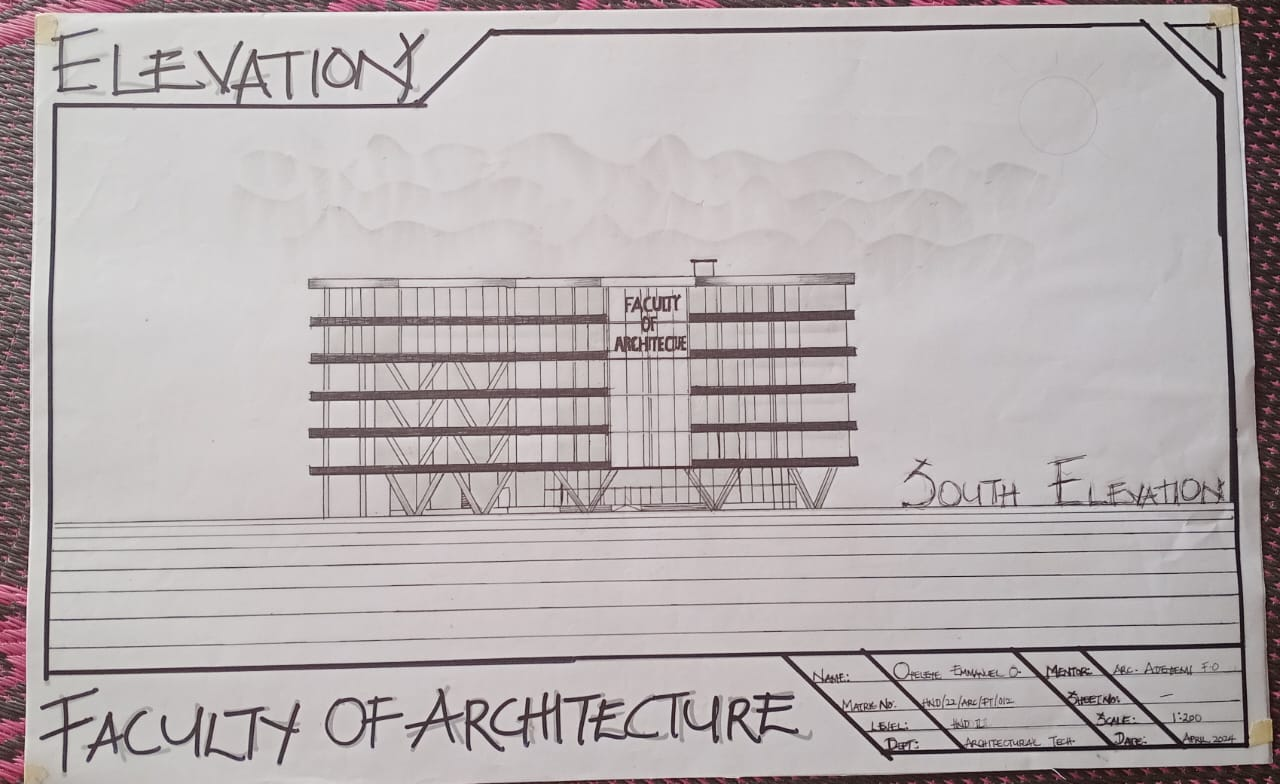 ELEVATION
FACULTY
OF
ARCHITECTUE
SOUTH ELEVATION
FACULTY OF ARCHITECTURE
NAME: EMMANUEL O.
MATRIC NO: HND/22/ARC/FT/012
LEVEL: HND II
DEPT: ARCHITECTURAL TECH.
MENTOR: ARC. ADEDEMI F.O
SHEET NO: -
SCALE: 1:200
DATE: APRIL 2024